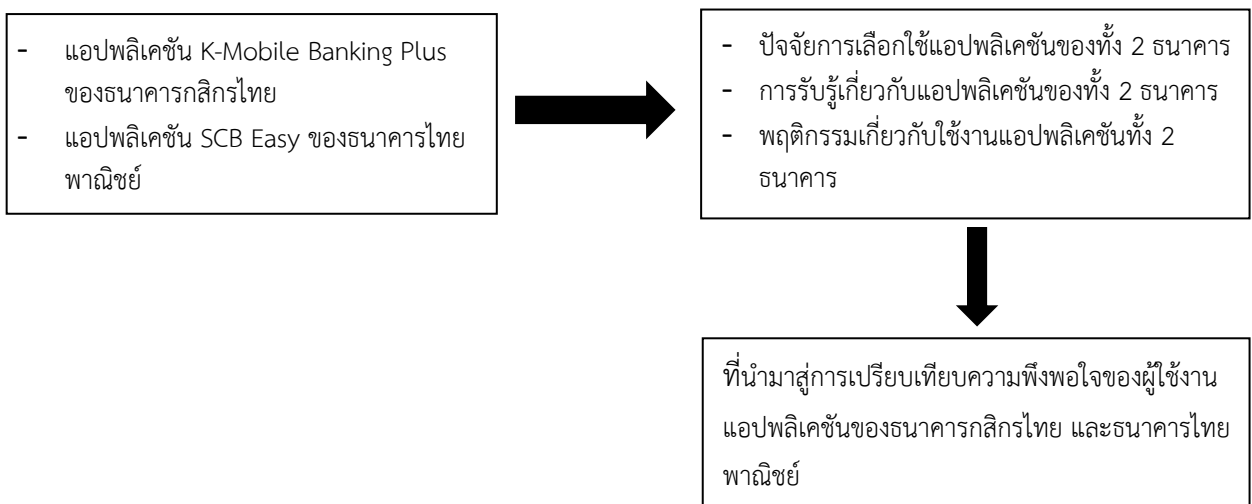 - แอปพลิเคชัน K-Mobile Banking Plus
ของธนาคารกสิกรไทย
- แอปพลิเคชัน SCB Easy ของธนาคารไทย
พาณิชย์
- ปัจจัยการเลือกใช้แอปพลิเคชันของทั้ง 2 ธนาคาร
- การรับรู้เกี่ยวกับแอปพลิเคชันของทั้ง 2 ธนาคาร
- พฤติกรรมเกี่ยวกับใช้งานแอปพลิเคชันทั้ง 2
ธนาคาร
ที่นำมาสู่การเปรียบเทียบความพึงพอใจของผู้ใช้งาน
แอปพลิเคชันของธนาคารกสิกรไทย และธนาคารไทย
พาณิชย์